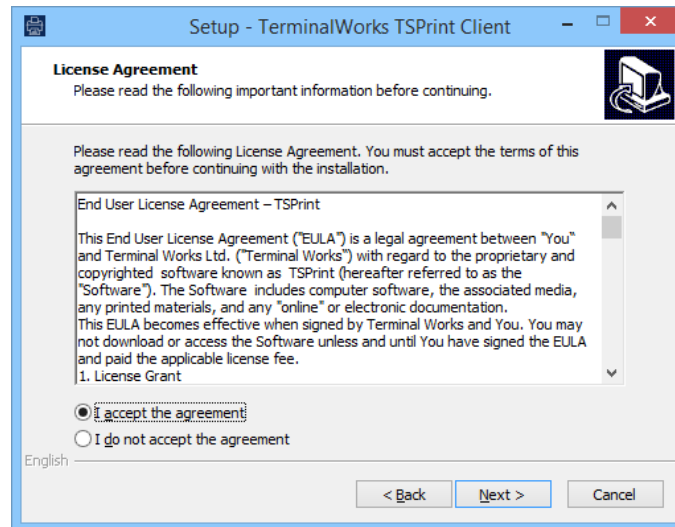 Setup - TerminalWorks TSPrint Client
License Agreement
Please read the following important information before continuing.
Please read the following License Agreement. You must accept the terms of this
agreement before continuing with the installation.
End User License Agreement – TSPrint
This End User License Agreement ("EULA") is a legal agreement between "You“
and Terminal Works Ltd. ("Terminal Works“) with regard to the proprietary and
copyrighted software known as TSPrint (hereafter referred to as the
"Software“). The Software includes computer software, the associated media,
any printed materials, and any "online" or electronic documentation.
This EULA becomes effective when signed by Terminal Works and You. You may
not download or access the Software unless and until You have signed the EULA
and paid the applicable license fee.
1. License Grant
I accept the agreement
I do not accept the agreement
English
< Back Next > Cancel